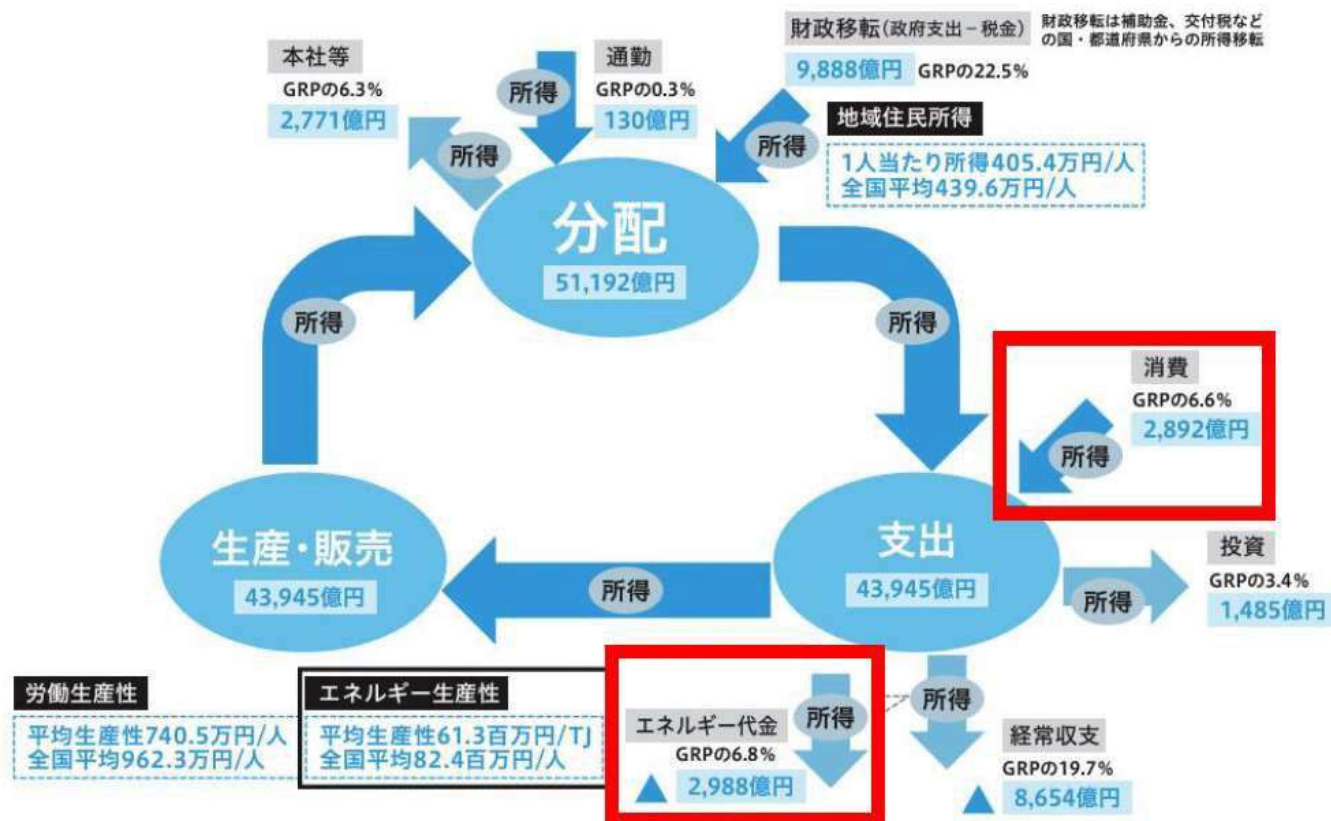 財政移転(政府支出－税金)
財政移転は補助金、交付税など
の国・都道府県からの所得移転
9,888億円 GRPの22.5%
本社等
GRPの6.3%
2,771億円
所得
所得
通勤
GRPの0.3%
130億円
所得
地域住民所得
1人当たり所得405.4万円/人
全国平均439.6万円/人
分配
51,192億円
所得
所得
消費
GRPの6.6%
2,892億円
所得
生産・販売
43,945億円
所得
支出
43,945億円
投資
GRPの3.4%
1,485億円
所得
労働生産性
平均生産性740.5万円/人
全国平均962.3万円/人
エネルギー生産性
平均生産性61.3百万円/TJ
全国平均82.4百万円/人
エネルギー代金
GRPの6.8%
▲ 2,988億円
所得
所得
経常収支
GRPの19.7%
▲ 8,654億円